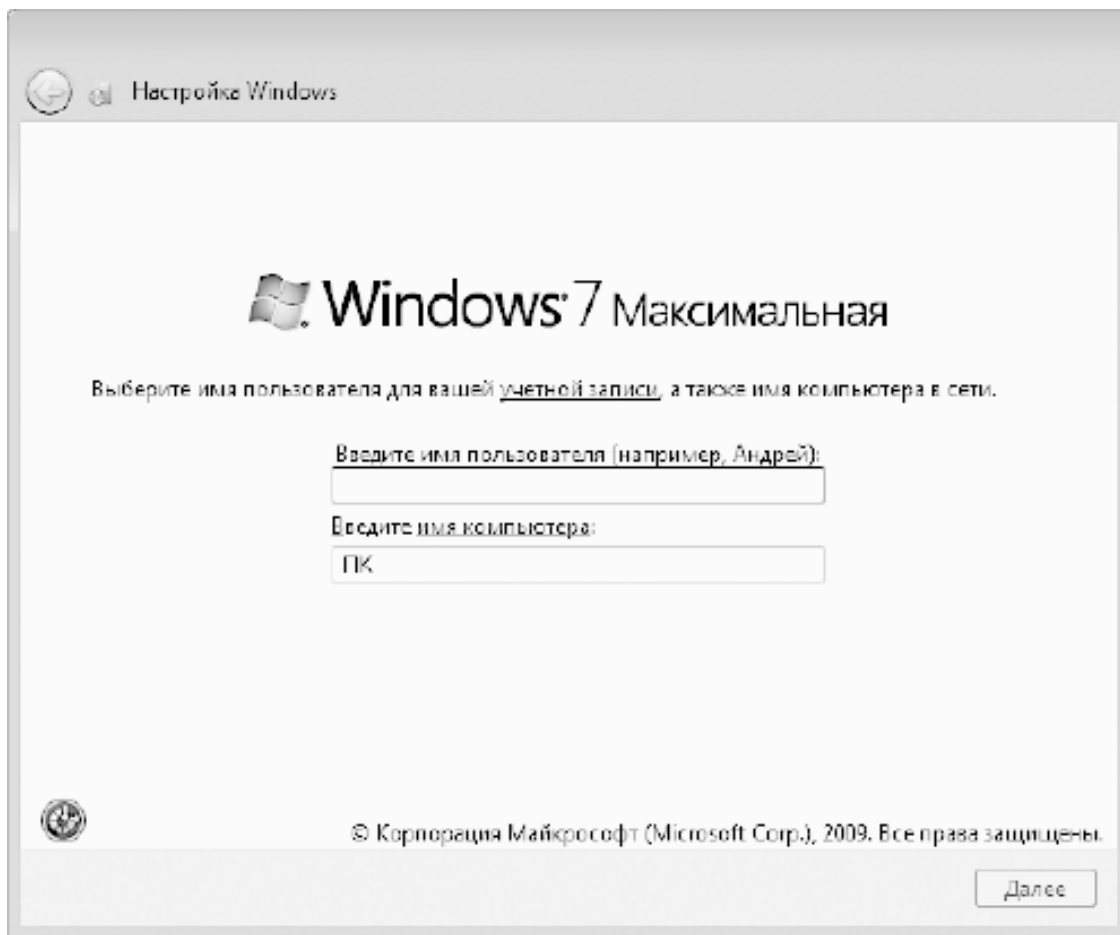 Настройка Windows
Windows 7 Максимальная
Выберите имя пользователя для вашей учетной записи, а также имя компьютера в сети.
Введите имя пользователя (например, Андрей):
Введите имя компьютера:
ПК
© Корпорация Майкрософт (Microsoft Corp.), 2009. Все права защищены.
Далее